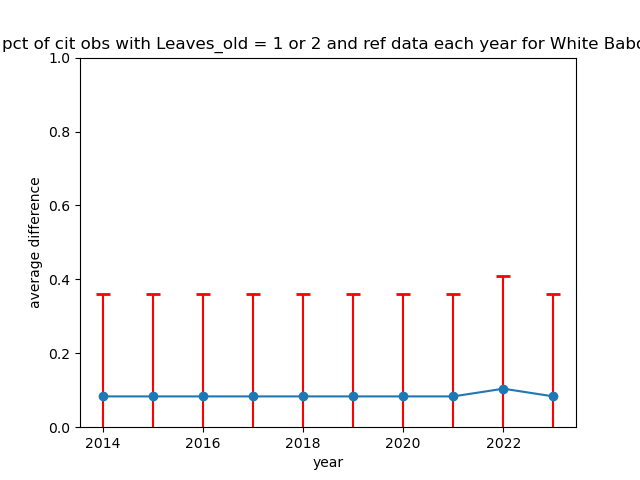 pct of cit obs with Leaves_old = 1 or 2 and ref data each year for White
1.0
0.8
0.6
0.4
0.2
0.0
average difference
2014 2016 2018 2020 2022
year